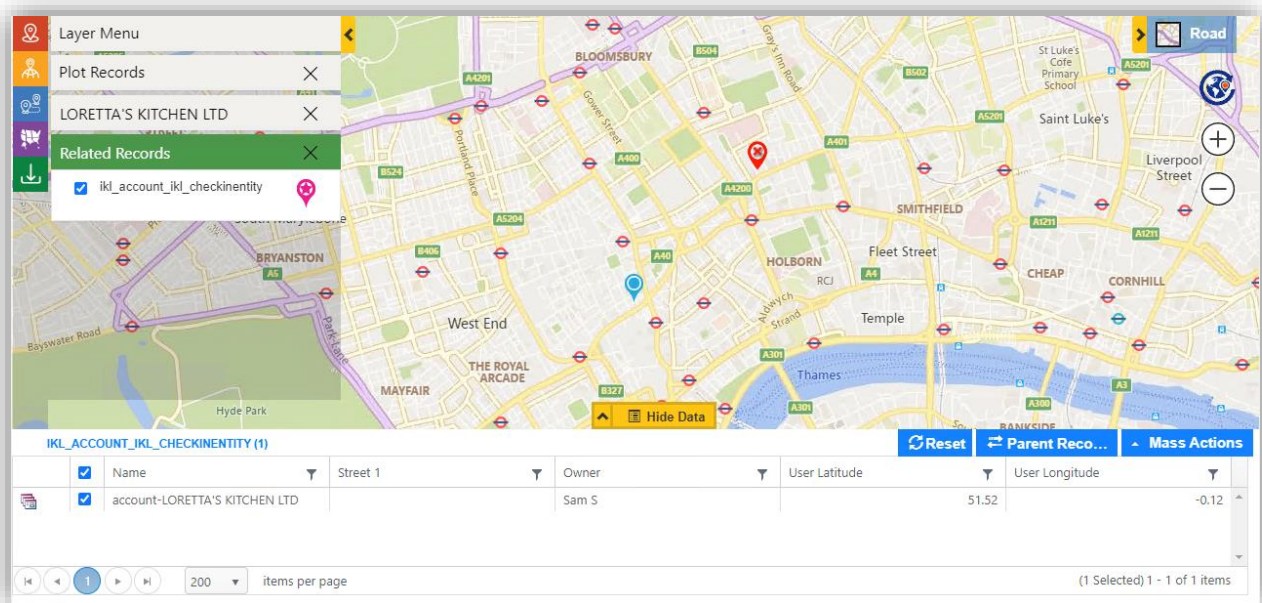 Layer Menu
Plot Records
LORETTA'S KITCHEN LTD
Related Records
ikl_account_ikl_checkinentity
Road
BLOOMSBURY
B504
Gray's Inn Road
B502
St Luke's
Cofe
Primary
School
A5201
A4201
Gower Street
A5201
Saint Luke's
Portland Place
A400
A401
Liverpool
Street
B524
A4200
SMITHFIELD
A5204
A1211
A1211
BRYANSTON
A5
B406
A40
HOLBORN
Fleet Street
RCJ
A4
CHEAP
CORNHILL
Aldwych
Strand
Temple
West End
Bayswater Road
Park Lane
THE ROYAL
ARCADE
MAYFAIR
A301
Thames
A3
B327
A301
A300
Hyde Park
BANKSIDE
Hide Data
IKL_ACCOUNT_IKL_CHECKINENTITY (1)
Reset
Parent Reco...
Mass Actions
Name
Street 1
Owner
User Latitude
User Longitude
account-LORETTA'S KITCHEN LTD
Sam S
51.52
-0.12
1
200
items per page
(1 Selected) 1 - 1 of 1 items